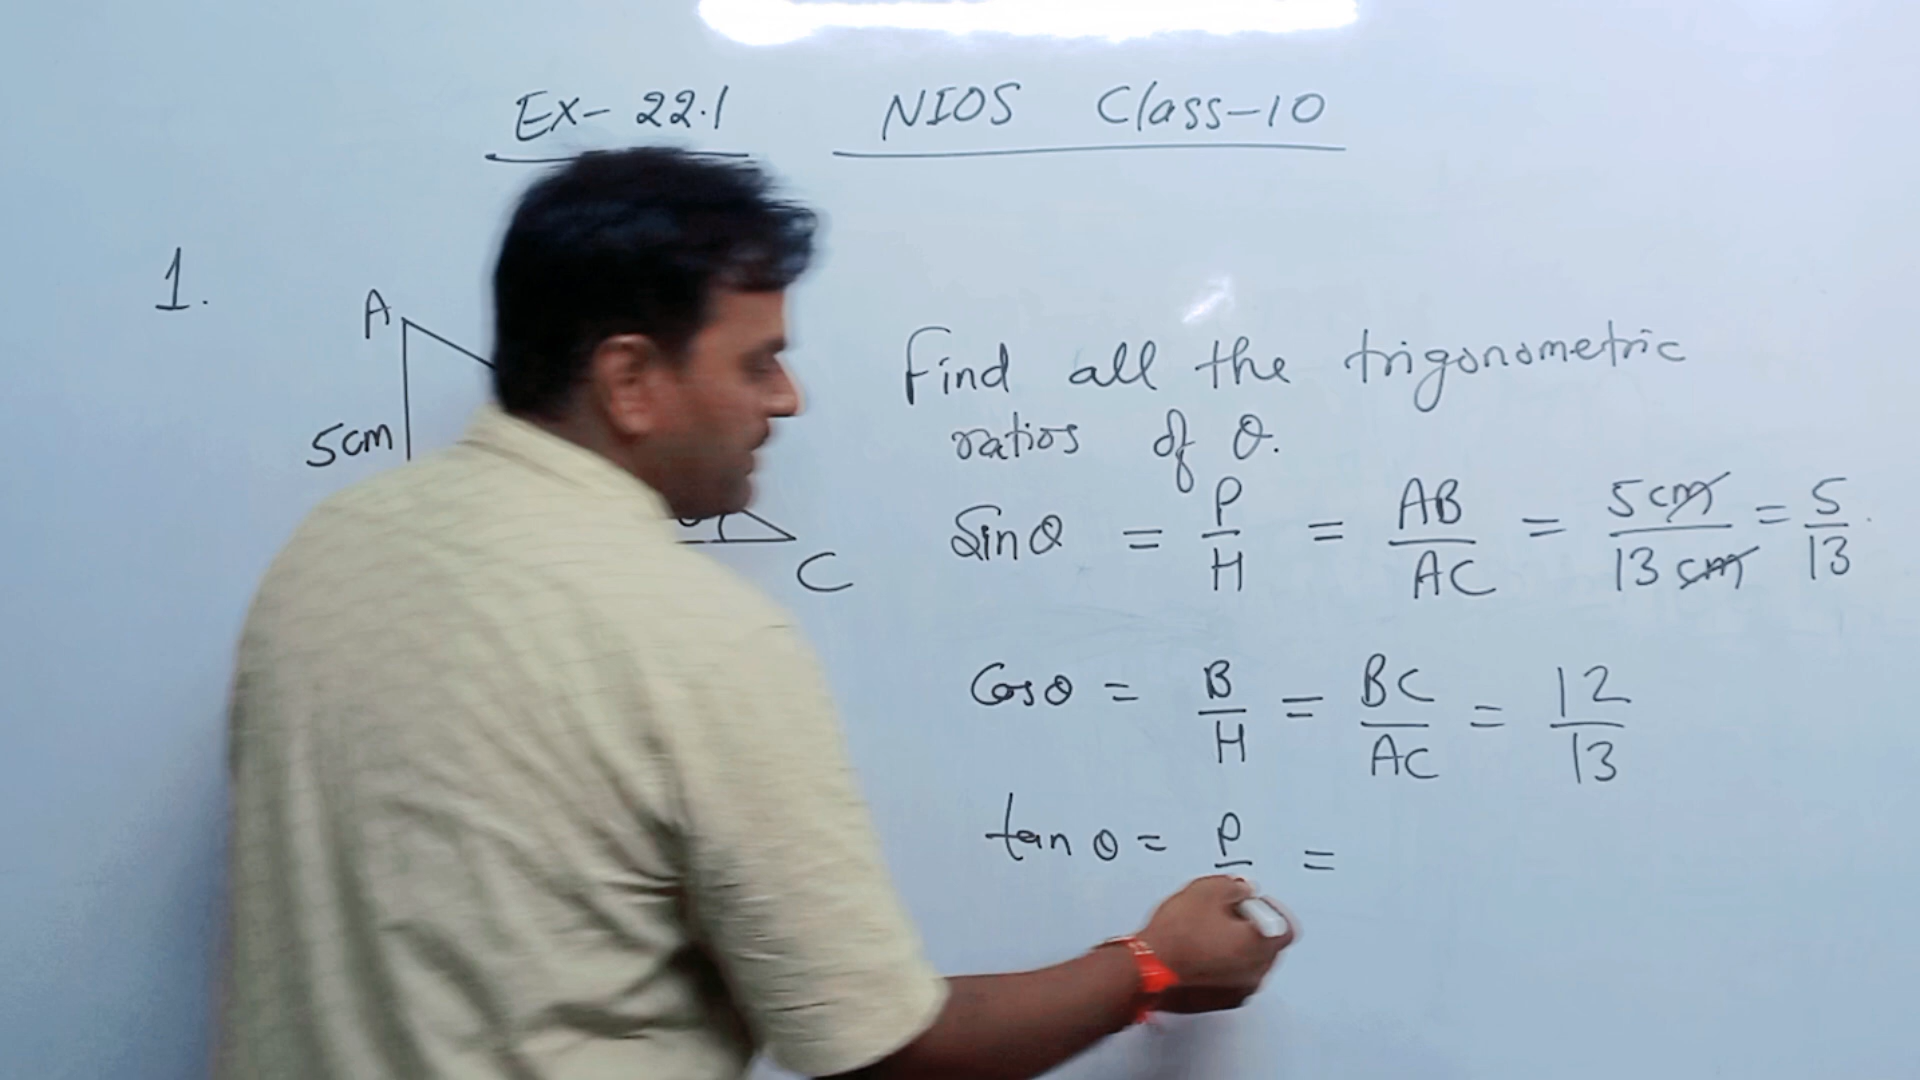 Ex- 22.1 NIOS Class-10
1.
A
5cm
C
Find all the trigonometric
ratios of θ.
Sinθ = P/H = AB/AC = 5cm/13cm = 5/13.
Cosθ = B/H = BC/AC = 12/13
tanθ = P =